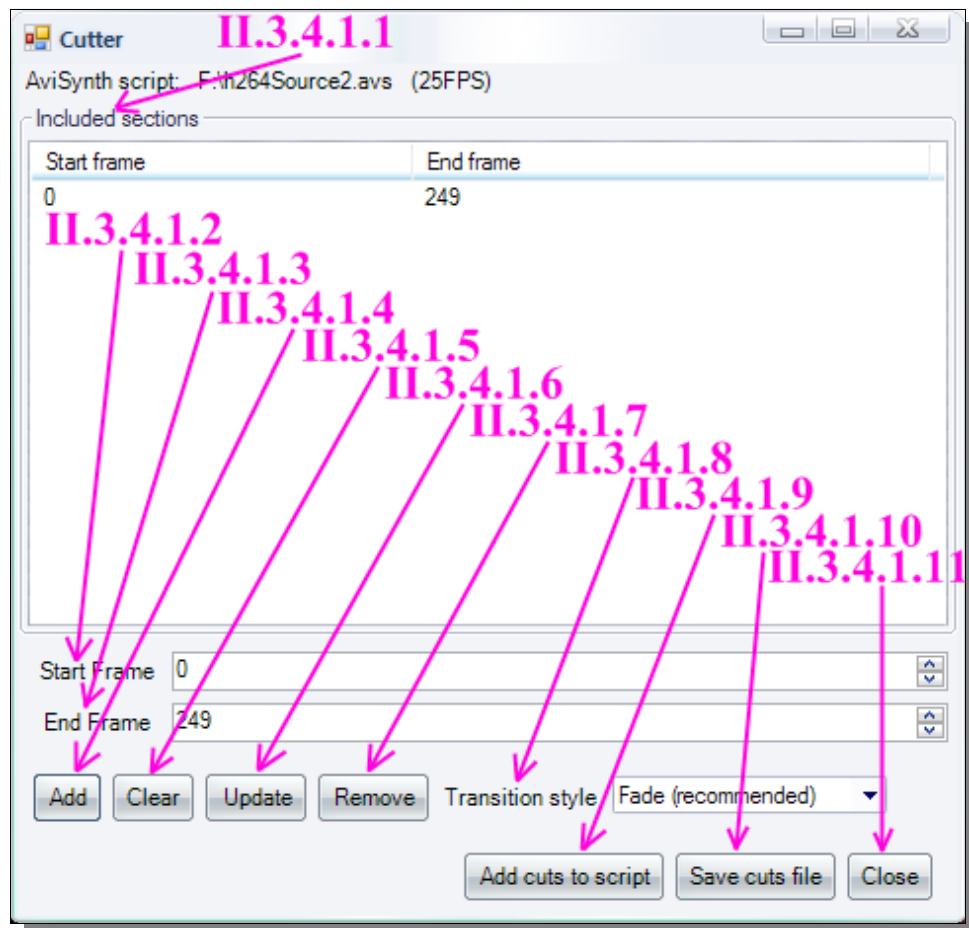 Cutter II.3.4.1.1
AviSynth script: F:\h264Source2.avs (25FPS)
Included sections
Start frame End frame
0 249
II.3.4.1.2
II.3.4.1.3
II.3.4.1.4
II.3.4.1.5
II.3.4.1.6
II.3.4.1.7
II.3.4.1.8
II.3.4.1.9
II.3.4.1.10
II.3.4.1.11
Start Frame 0
End Frame 249
Add Clear Update Remove Transition style Fade (recommended)
Add cuts to script Save cuts file Close